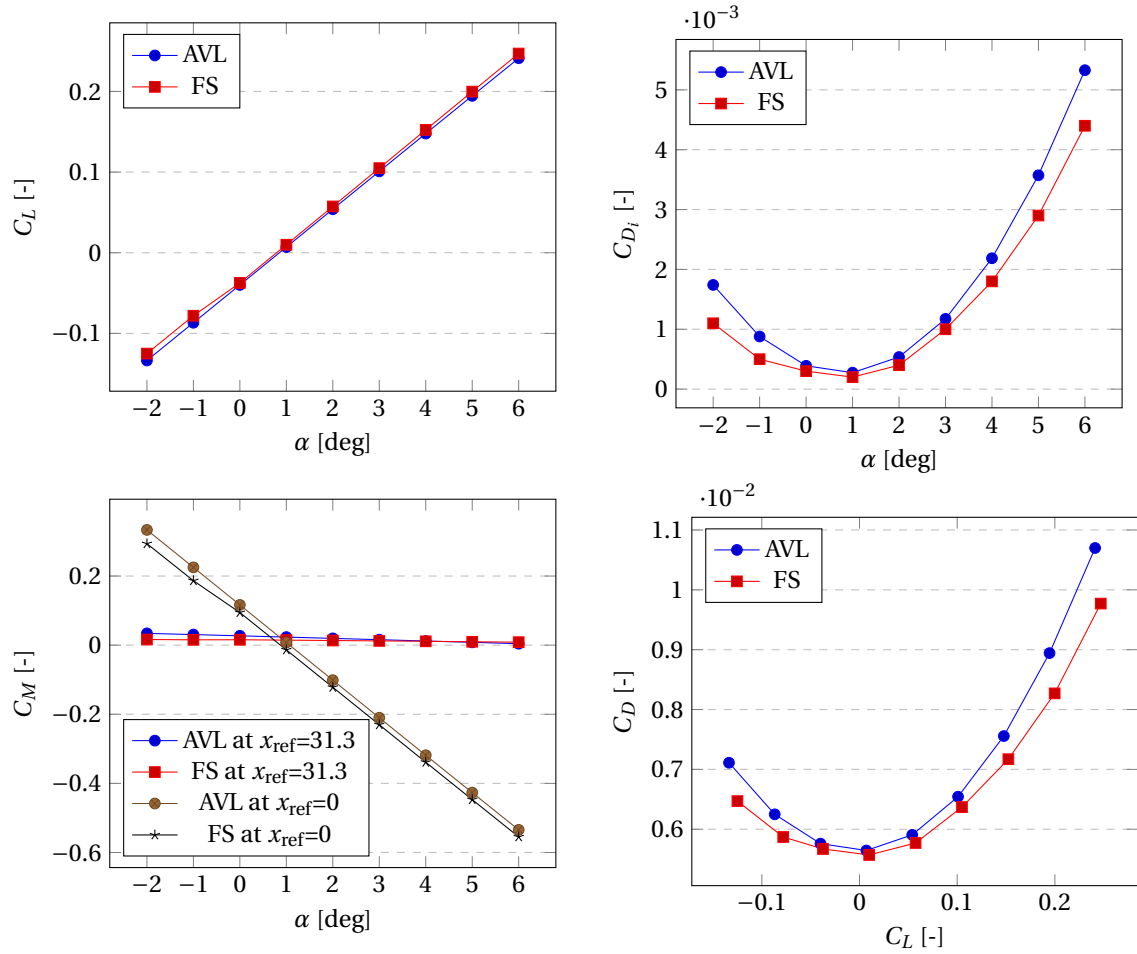 AVL
FS
0.2
0.1
0
−0.1
−2 −1 0 1 2 3 4 5 6
α [deg]
C_L [-]
·10⁻³
AVL
FS
5
4
3
2
1
0
−2 −1 0 1 2 3 4 5 6
α [deg]
C_{D_i} [-]
0.2
0
−0.2
−0.4
−0.6
AVL at x_ref=31.3
FS at x_ref=31.3
AVL at x_ref=0
FS at x_ref=0
−2 −1 0 1 2 3 4 5 6
α [deg]
C_M [-]
·10⁻²
AVL
FS
1.1
1
0.9
0.8
0.7
0.6
−0.1 0 0.1 0.2
C_L [-]
C_D [-]